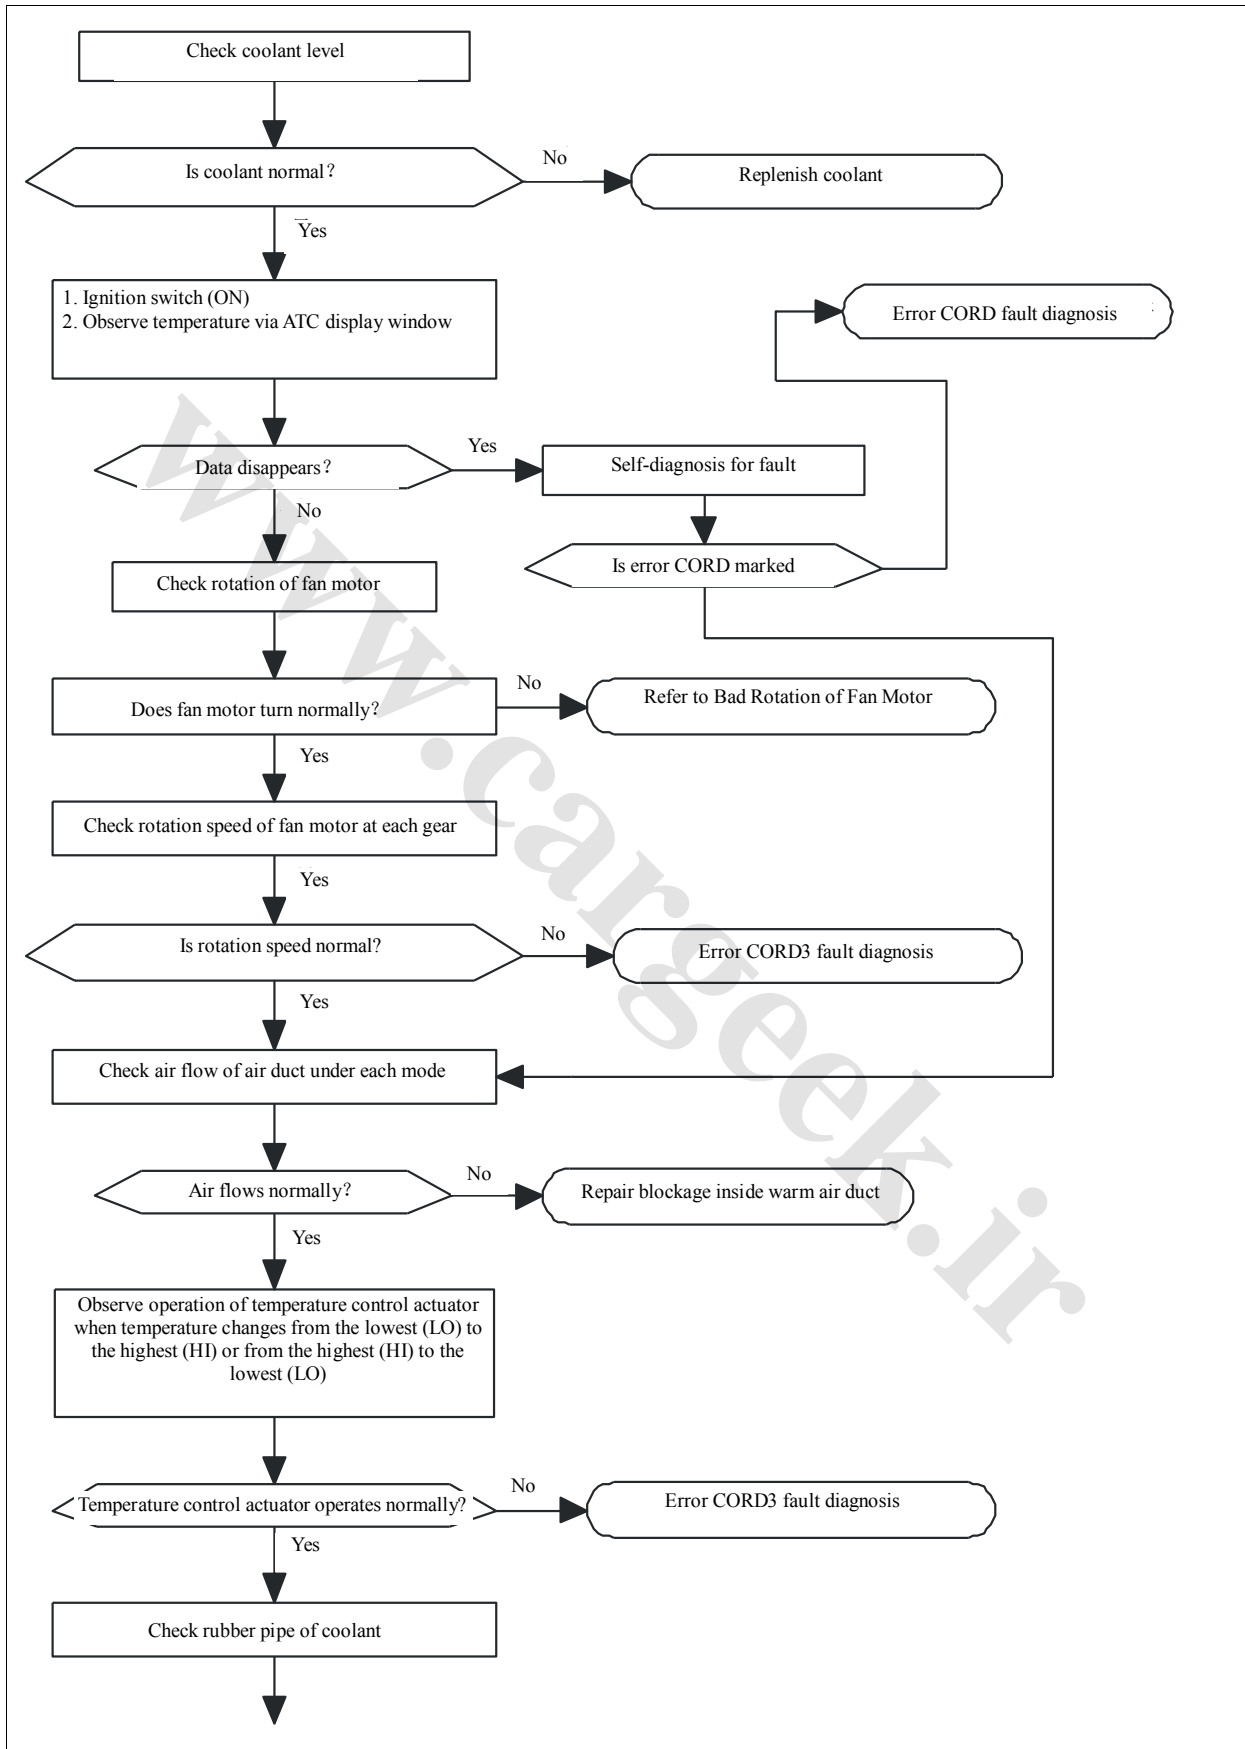 Check coolant level
Is coolant normal?
No
Replenish coolant
Yes
1. Ignition switch (ON)
2. Observe temperature via ATC display window
Error CORD fault diagnosis
Data disappears?
Yes
Self-diagnosis for fault
No
Is error CORD marked
Check rotation of fan motor
Does fan motor turn normally?
No
Refer to Bad Rotation of Fan Motor
Yes
Check rotation speed of fan motor at each gear
Yes
Is rotation speed normal?
No
Error CORD3 fault diagnosis
Yes
Check air flow of air duct under each mode
Air flows normally?
No
Repair blockage inside warm air duct
Yes
Observe operation of temperature control actuator
when temperature changes from the lowest (LO) to
the highest (HI) or from the highest (HI) to the
lowest (LO)
Temperature control actuator operates normally?
No
Error CORD3 fault diagnosis
Yes
Check rubber pipe of coolant
www.cargeek.ir